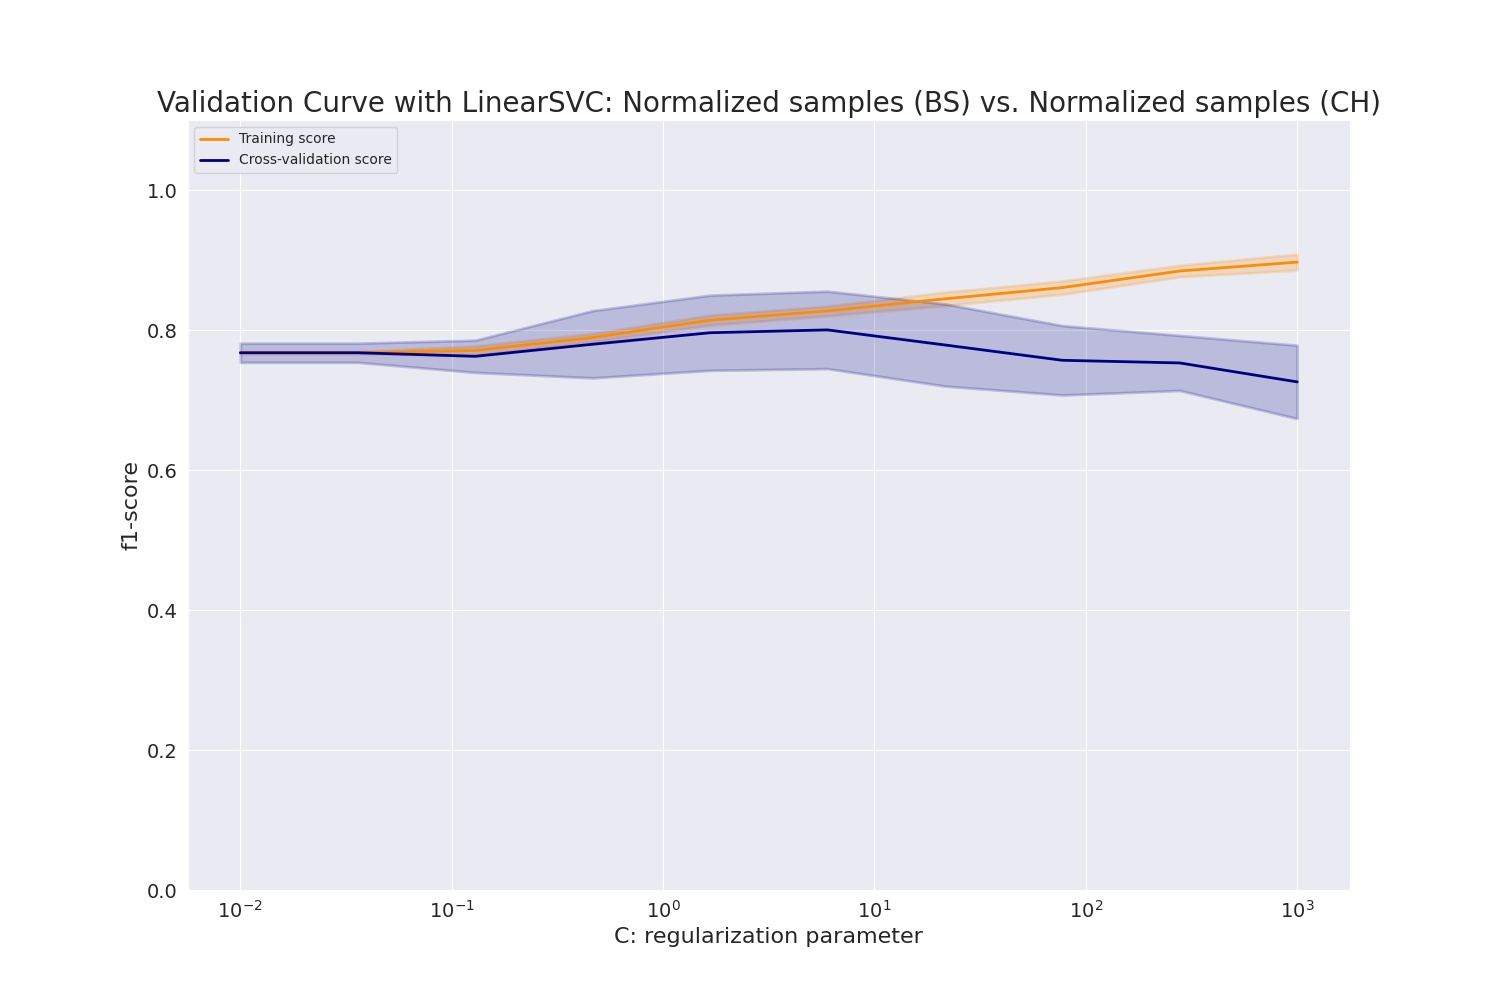 Validation Curve with LinearSVC: Normalized samples (BS) vs. Normalized samples (CH)
Training score
Cross-validation score
1.0
0.8
0.6
0.4
0.2
0.0
f1-score
10⁻² 10⁻¹ 10⁰ 10¹ 10² 10³
C: regularization parameter